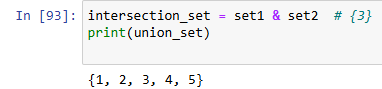 In [93]: intersection_set = set1 & set2  # {3}
print(union_set)
{1, 2, 3, 4, 5}